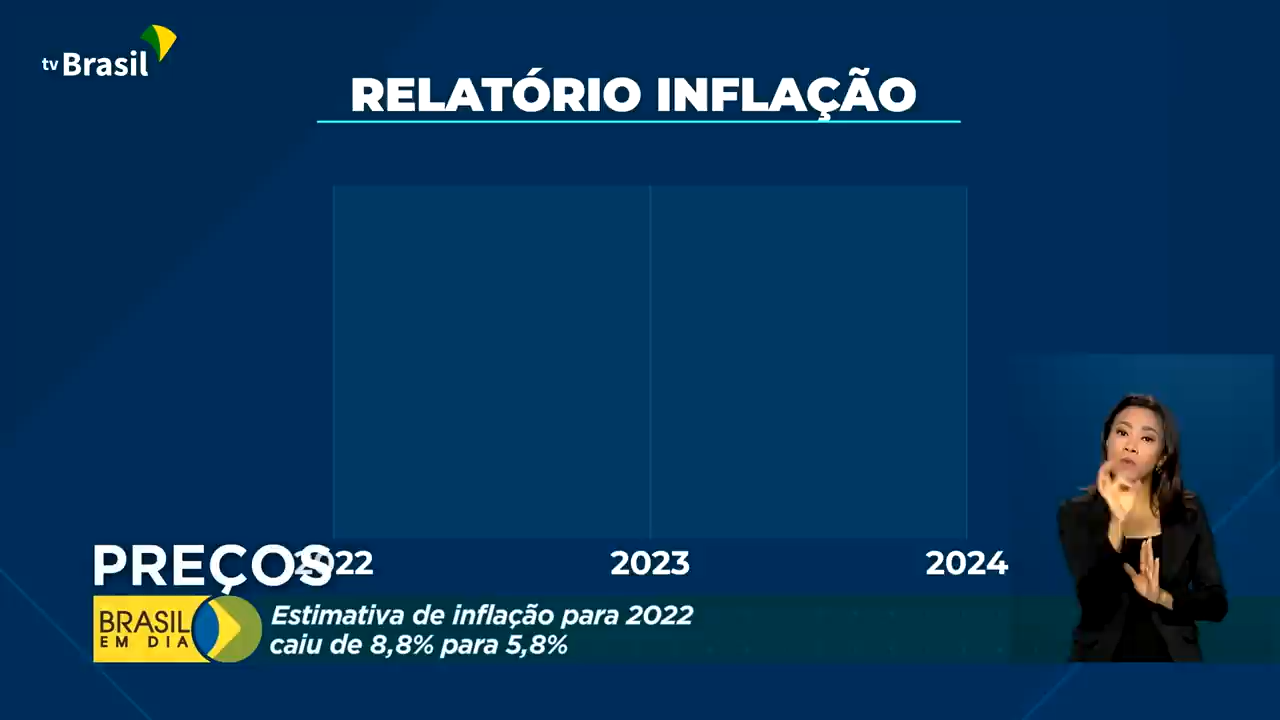 tv Brasil
RELATÓRIO INFLAÇÃO
PREÇOS
2022
2023
2024
BRASIL
EM DIA
Estimativa de inflação para 2022
caiu de 8,8% para 5,8%